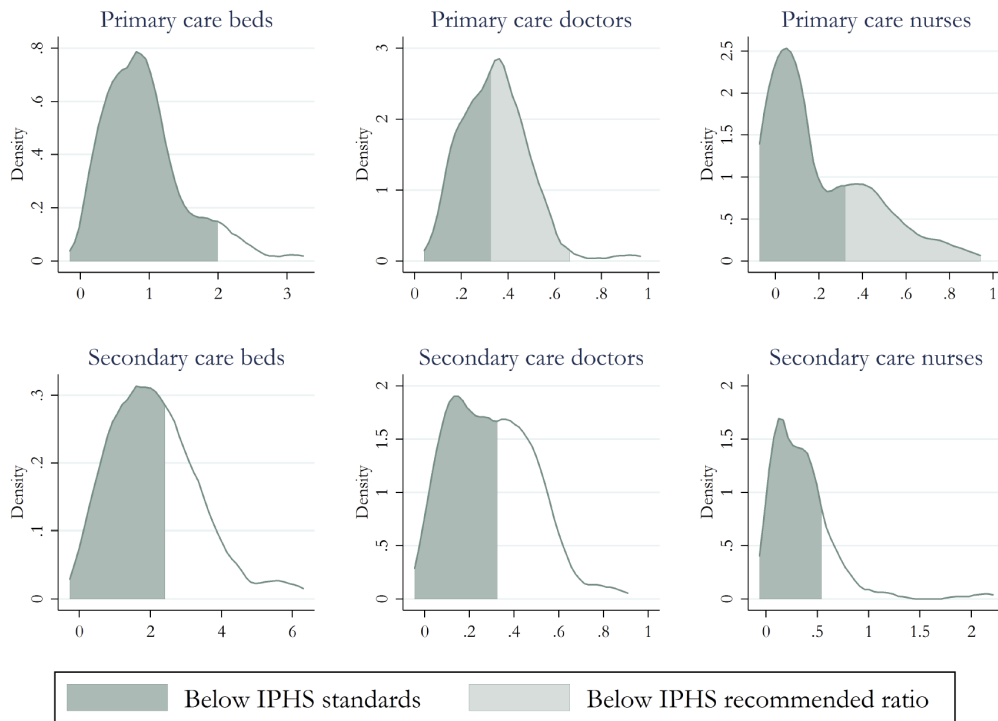 Primary care beds
Primary care doctors
Primary care nurses
Density
.8
.6
.4
.2
0
0 1 2 3
Density
3
2
1
0
0 .2 .4 .6 .8 1
Density
2.5
2
1.5
1
.5
0
0 .2 .4 .6 .8 1
Secondary care beds
Secondary care doctors
Secondary care nurses
Density
.3
.2
.1
0
0 2 4 6
Density
2
1.5
1
.5
0
0 .2 .4 .6 .8 1
Density
2
1.5
1
.5
0
0 .5 1 1.5 2
Below IPHS standards
Below IPHS recommended ratio